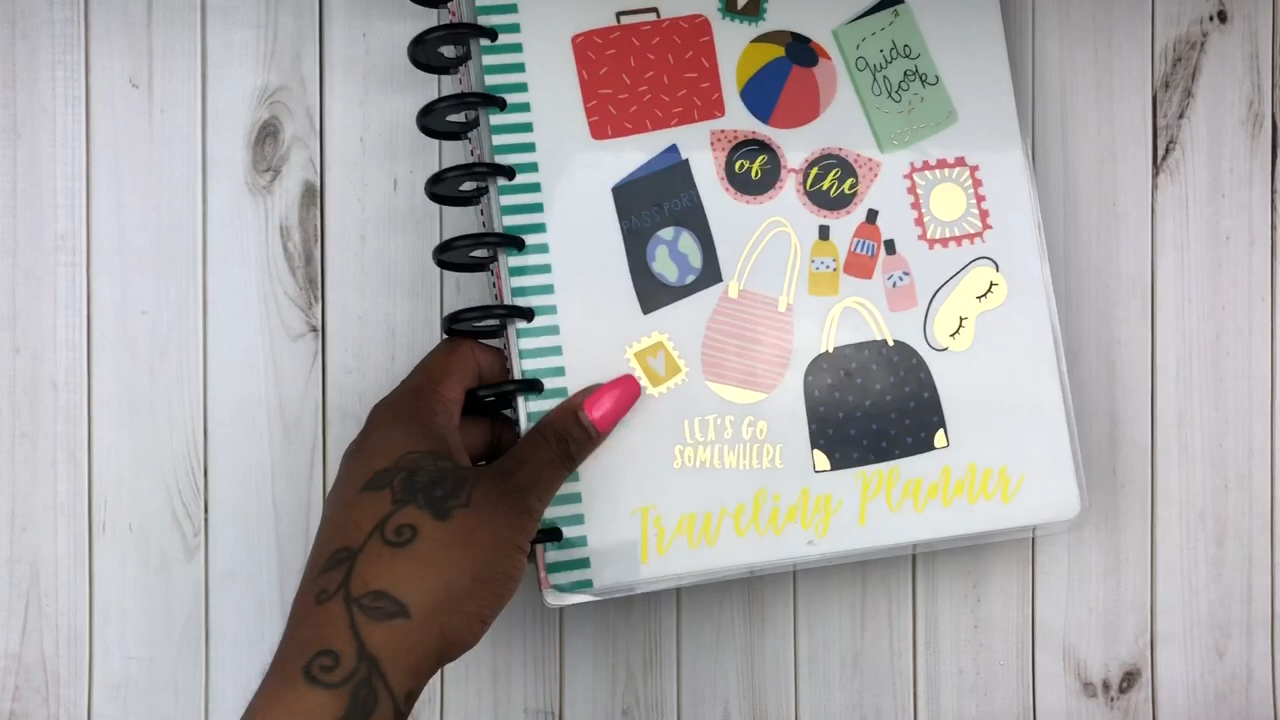 guide
book
of the
PASSPORT
LET'S GO
SOMEWHERE
Traveling Planner